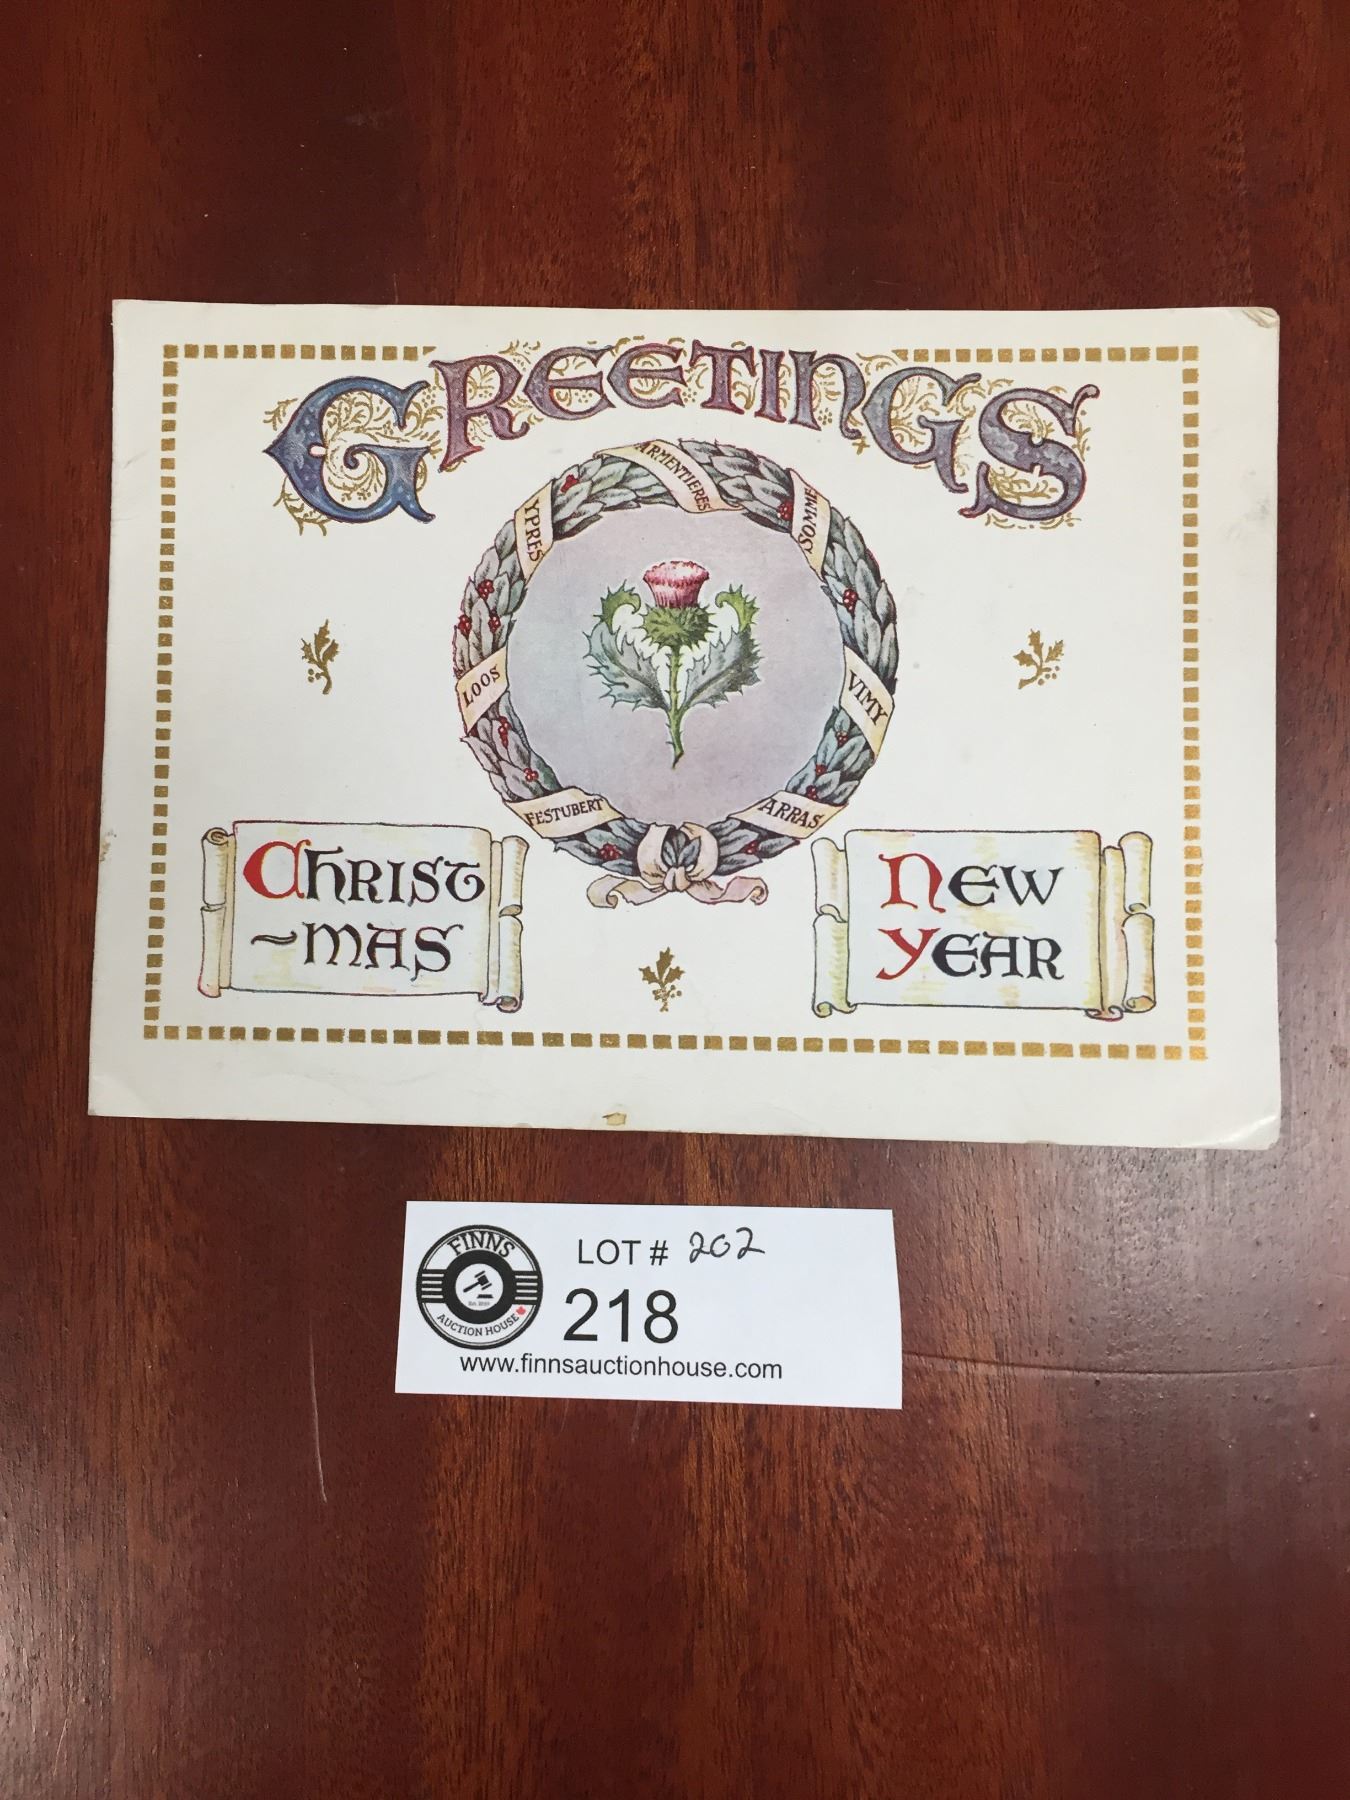 GREETINGS
ARMENTIERES
YPRES
SOMME
LOOS
VIMY
FESTUBERT
ARRAS
CHRIST
~MAS
NEW
YEAR
FINNS
AUCTION HOUSE
LOT # 202
218
www.finnsauctionhouse.com